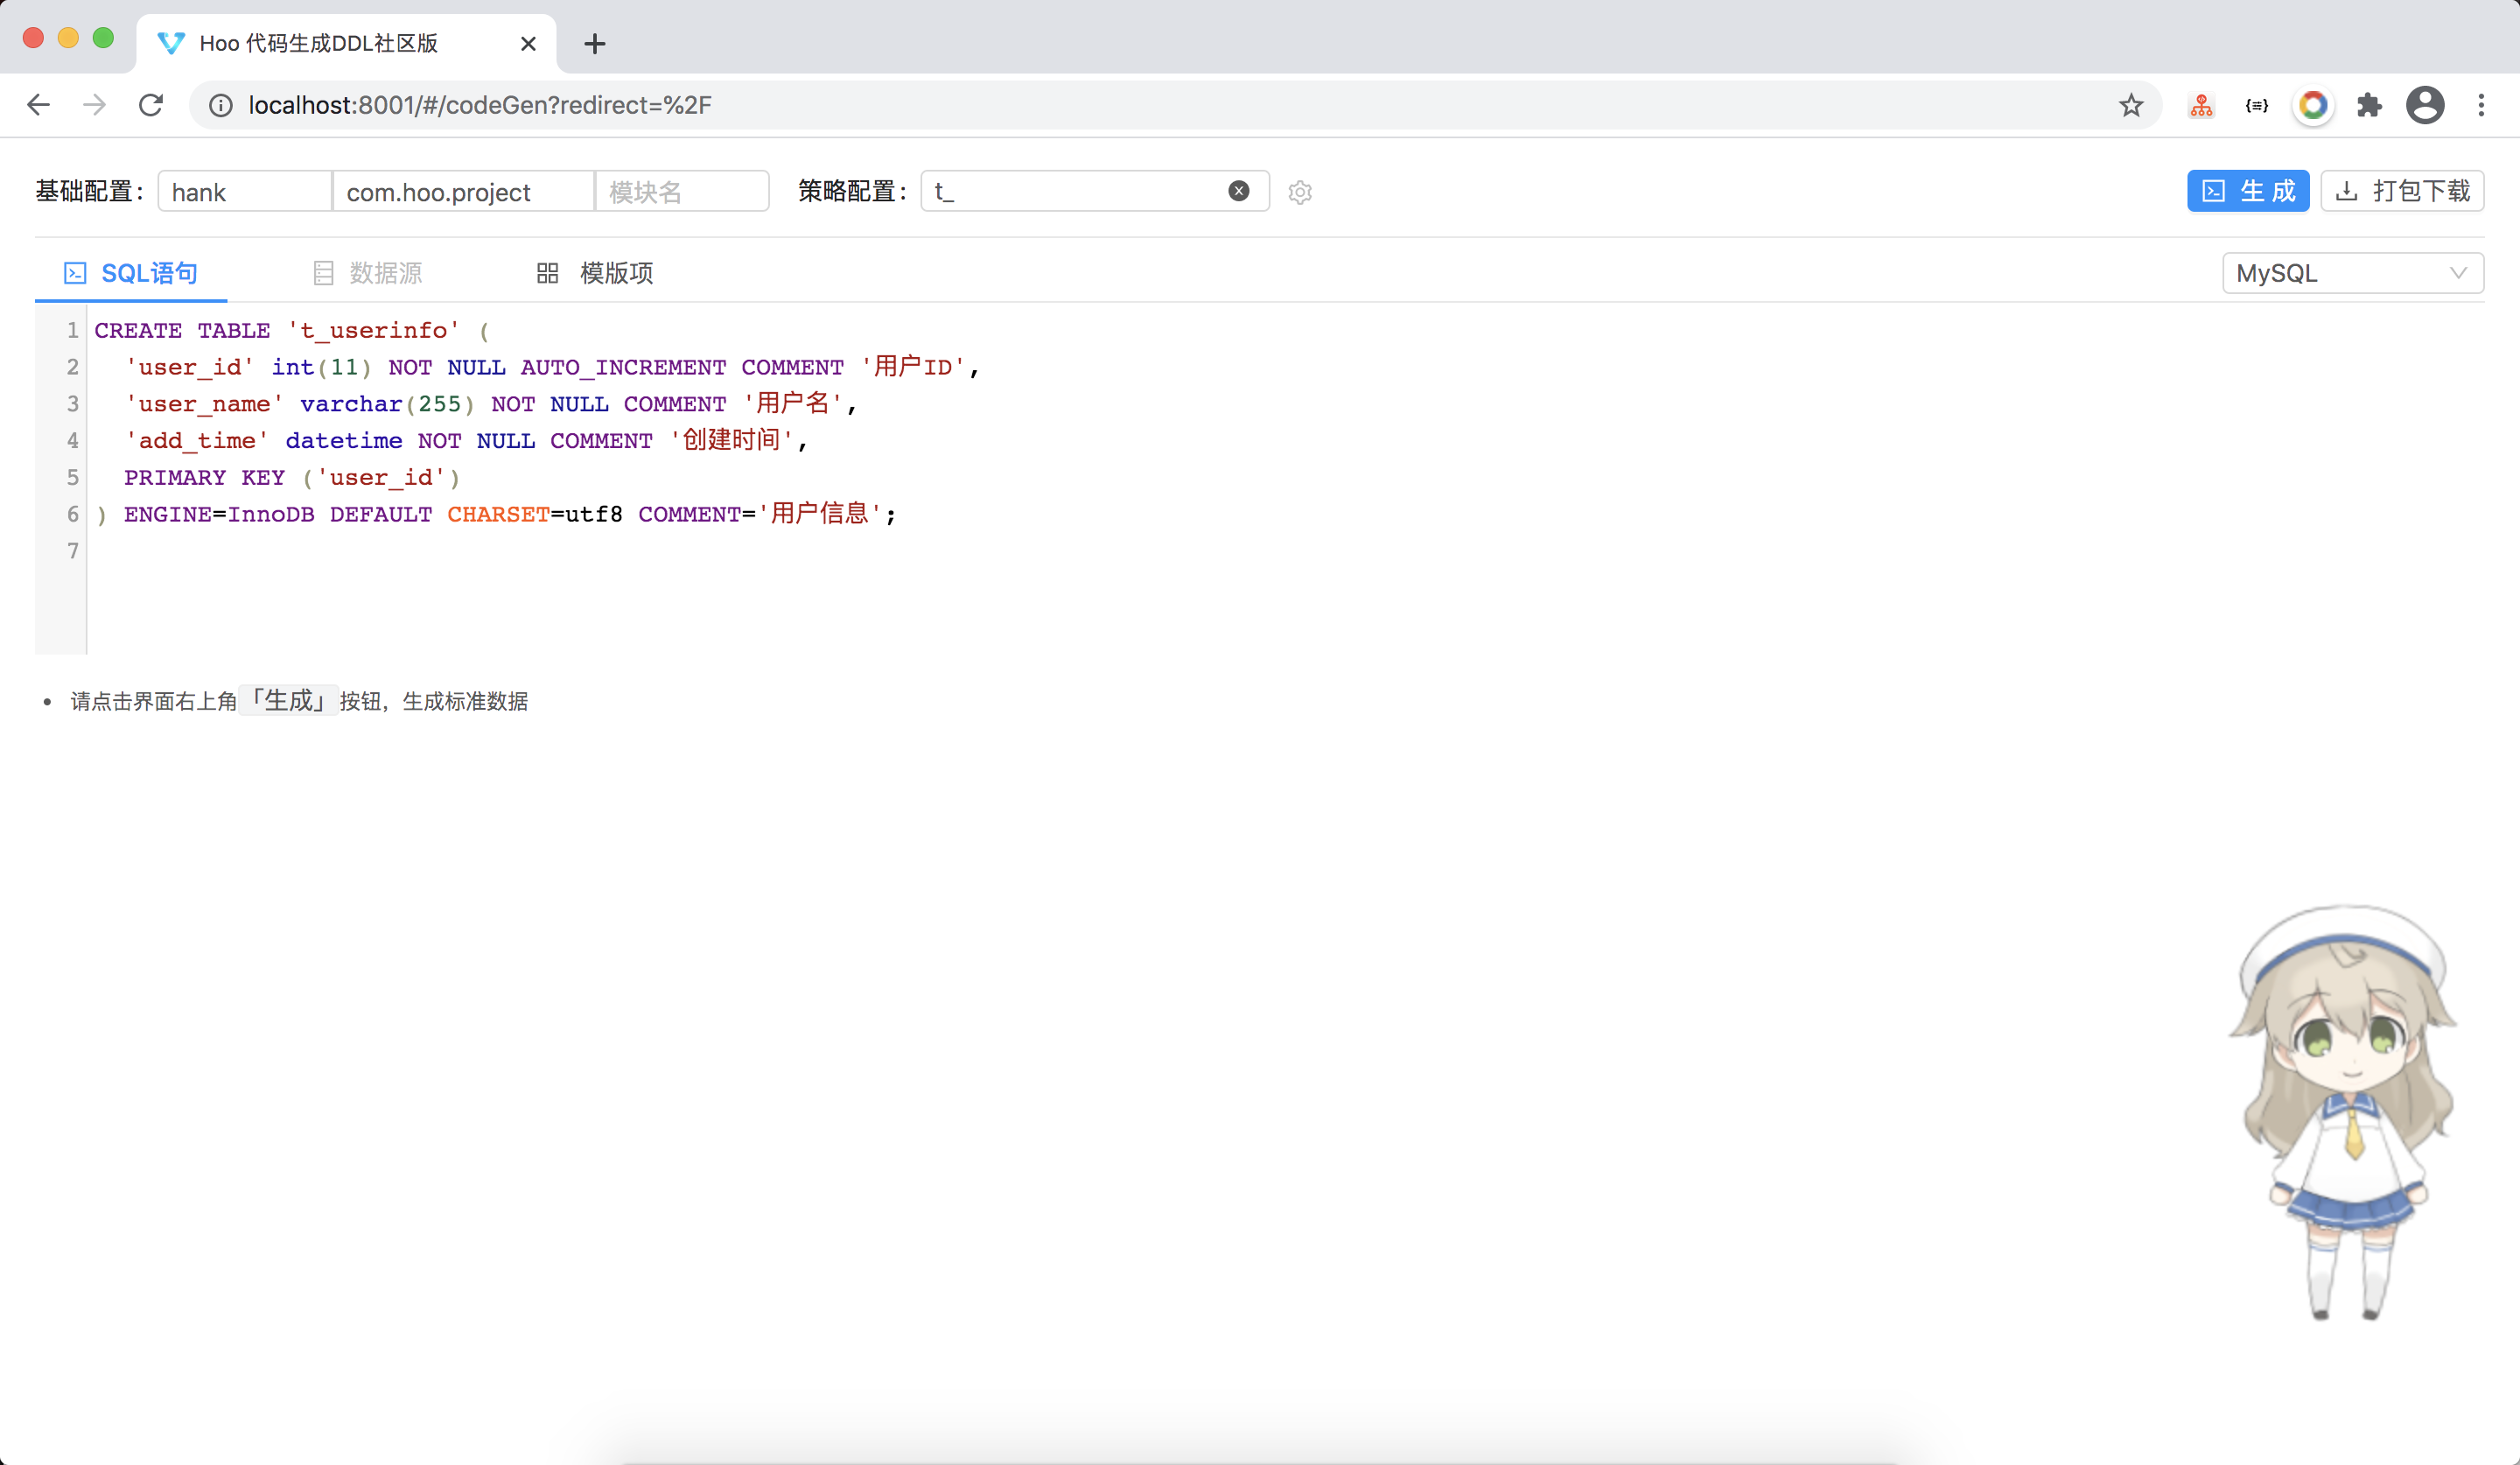 Hoo 代码生成DDL社区版
localhost:8001/#/codeGen?redirect=%2F
基础配置： hank com.hoo.project 模块名 策略配置： t_ 生 成 打包下载
SQL语句 数据源 模版项 MySQL
1 CREATE TABLE 't_userinfo' (
2 'user_id' int(11) NOT NULL AUTO_INCREMENT COMMENT '用户ID',
3 'user_name' varchar(255) NOT NULL COMMENT '用户名',
4 'add_time' datetime NOT NULL COMMENT '创建时间',
5 PRIMARY KEY ('user_id')
6 ) ENGINE=InnoDB DEFAULT CHARSET=utf8 COMMENT='用户信息';
7
• 请点击界面右上角「生成」按钮，生成标准数据